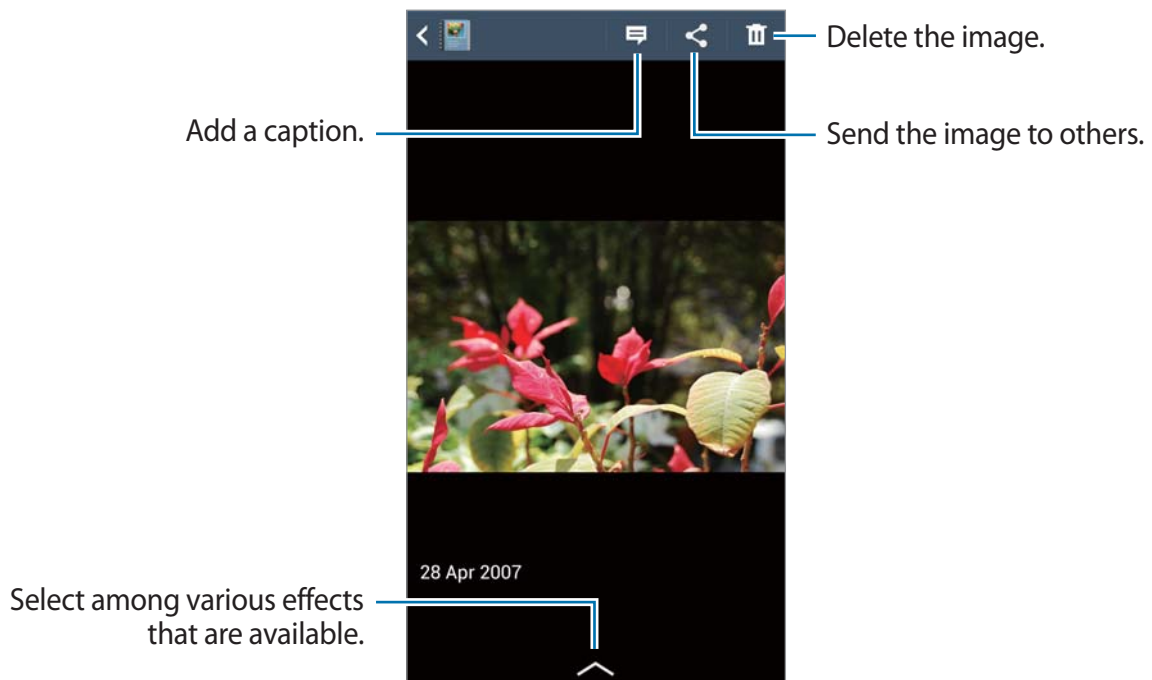 Delete the image.
Add a caption.
Send the image to others.
28 Apr 2007
Select among various effects
that are available.